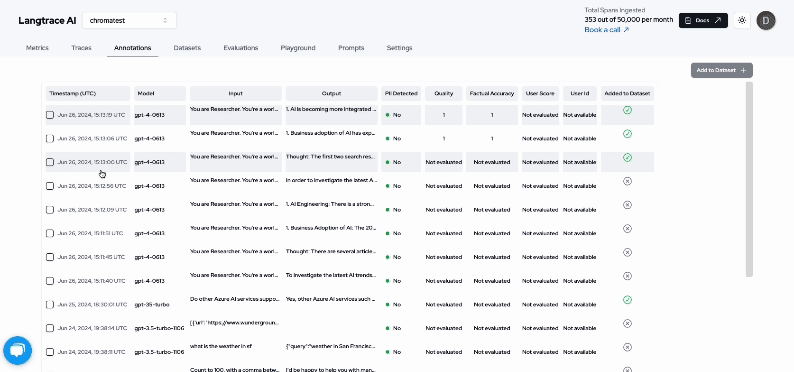 Langtrace AI
chromatest
Total Spans Ingested
353 out of 50,000 per month
Book a call
Docs
D
Metrics
Traces
Annotations
Datasets
Evaluations
Playground
Prompts
Settings
Add to Dataset
Timestamp (UTC) Model Input Output PII Detected Quality Factual Accuracy User Score User Id Added to Dataset
Jun 26, 2024, 15:13:19 UTC gpt-4-0613 You are Researcher. You're a worl... 1. AI is becoming more integrated ... No 1 1 Not evaluated Not available
Jun 26, 2024, 15:13:06 UTC gpt-4-0613 You are Researcher. You're a worl... 1. Business adoption of AI has exp... No 1 1 Not evaluated Not available
Jun 26, 2024, 15:13:00 UTC gpt-4-0613 You are Researcher. You're a worl... Thought: The first two search res... No Not evaluated Not evaluated Not evaluated Not available
Jun 26, 2024, 15:12:56 UTC gpt-4-0613 You are Researcher. You're a worl... In order to investigate the latest A... No Not evaluated Not evaluated Not evaluated Not available
Jun 26, 2024, 15:12:09 UTC gpt-4-0613 You are Researcher. You're a worl... 1. AI Engineering: There is a stron... No Not evaluated Not evaluated Not evaluated Not available
Jun 26, 2024, 15:11:51 UTC gpt-4-0613 You are Researcher. You're a worl... 1. Business Adoption of AI: The 20... No Not evaluated Not evaluated Not evaluated Not available
Jun 26, 2024, 15:11:45 UTC gpt-4-0613 You are Researcher. You're a worl... Thought: There are several article... No Not evaluated Not evaluated Not evaluated Not available
Jun 26, 2024, 15:11:40 UTC gpt-4-0613 You are Researcher. You're a worl... To investigate the latest AI trends... No Not evaluated Not evaluated Not evaluated Not available
Jun 25, 2024, 18:30:01 UTC gpt-35-turbo Do other Azure AI services suppo... Yes, other Azure AI services such ... No Not evaluated Not evaluated Not evaluated Not available
Jun 24, 2024, 19:38:14 UTC gpt-3.5-turbo-1106 [{'url': 'https://www.wundergroun... No Not evaluated Not evaluated Not evaluated Not available
Jun 24, 2024, 19:38:11 UTC gpt-3.5-turbo-1106 what is the weather in sf {"query":"weather in San Francisc... No Not evaluated Not evaluated Not evaluated Not available
Count to 100, with a comma betw... I'd be happy to help you with man...